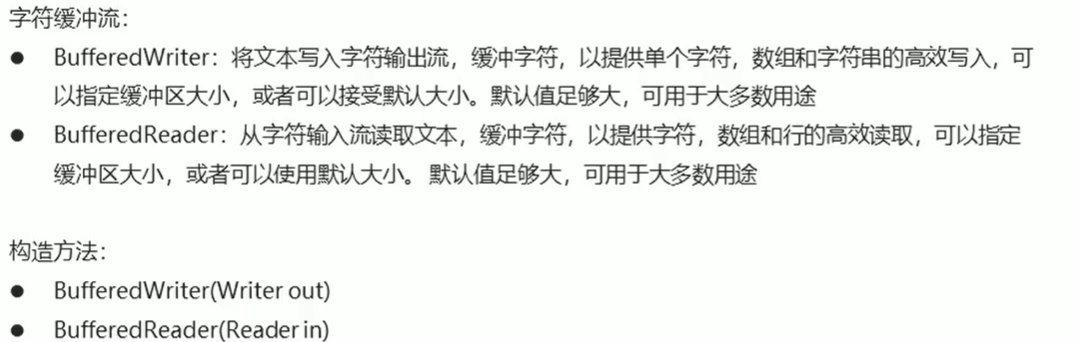 字符缓冲流：
● BufferedWriter：将文本写入字符输出流，缓冲字符，以提供单个字符，数组和字符串的高效写入，可
以指定缓冲区大小，或者可以接受默认大小。默认值足够大，可用于大多数用途
● BufferedReader：从字符输入流读取文本，缓冲字符，以提供字符，数组和行的高效读取，可以指定
缓冲区大小，或者可以使用默认大小。 默认值足够大，可用于大多数用途
构造方法：
● BufferedWriter(Writer out)
● BufferedReader(Reader in)